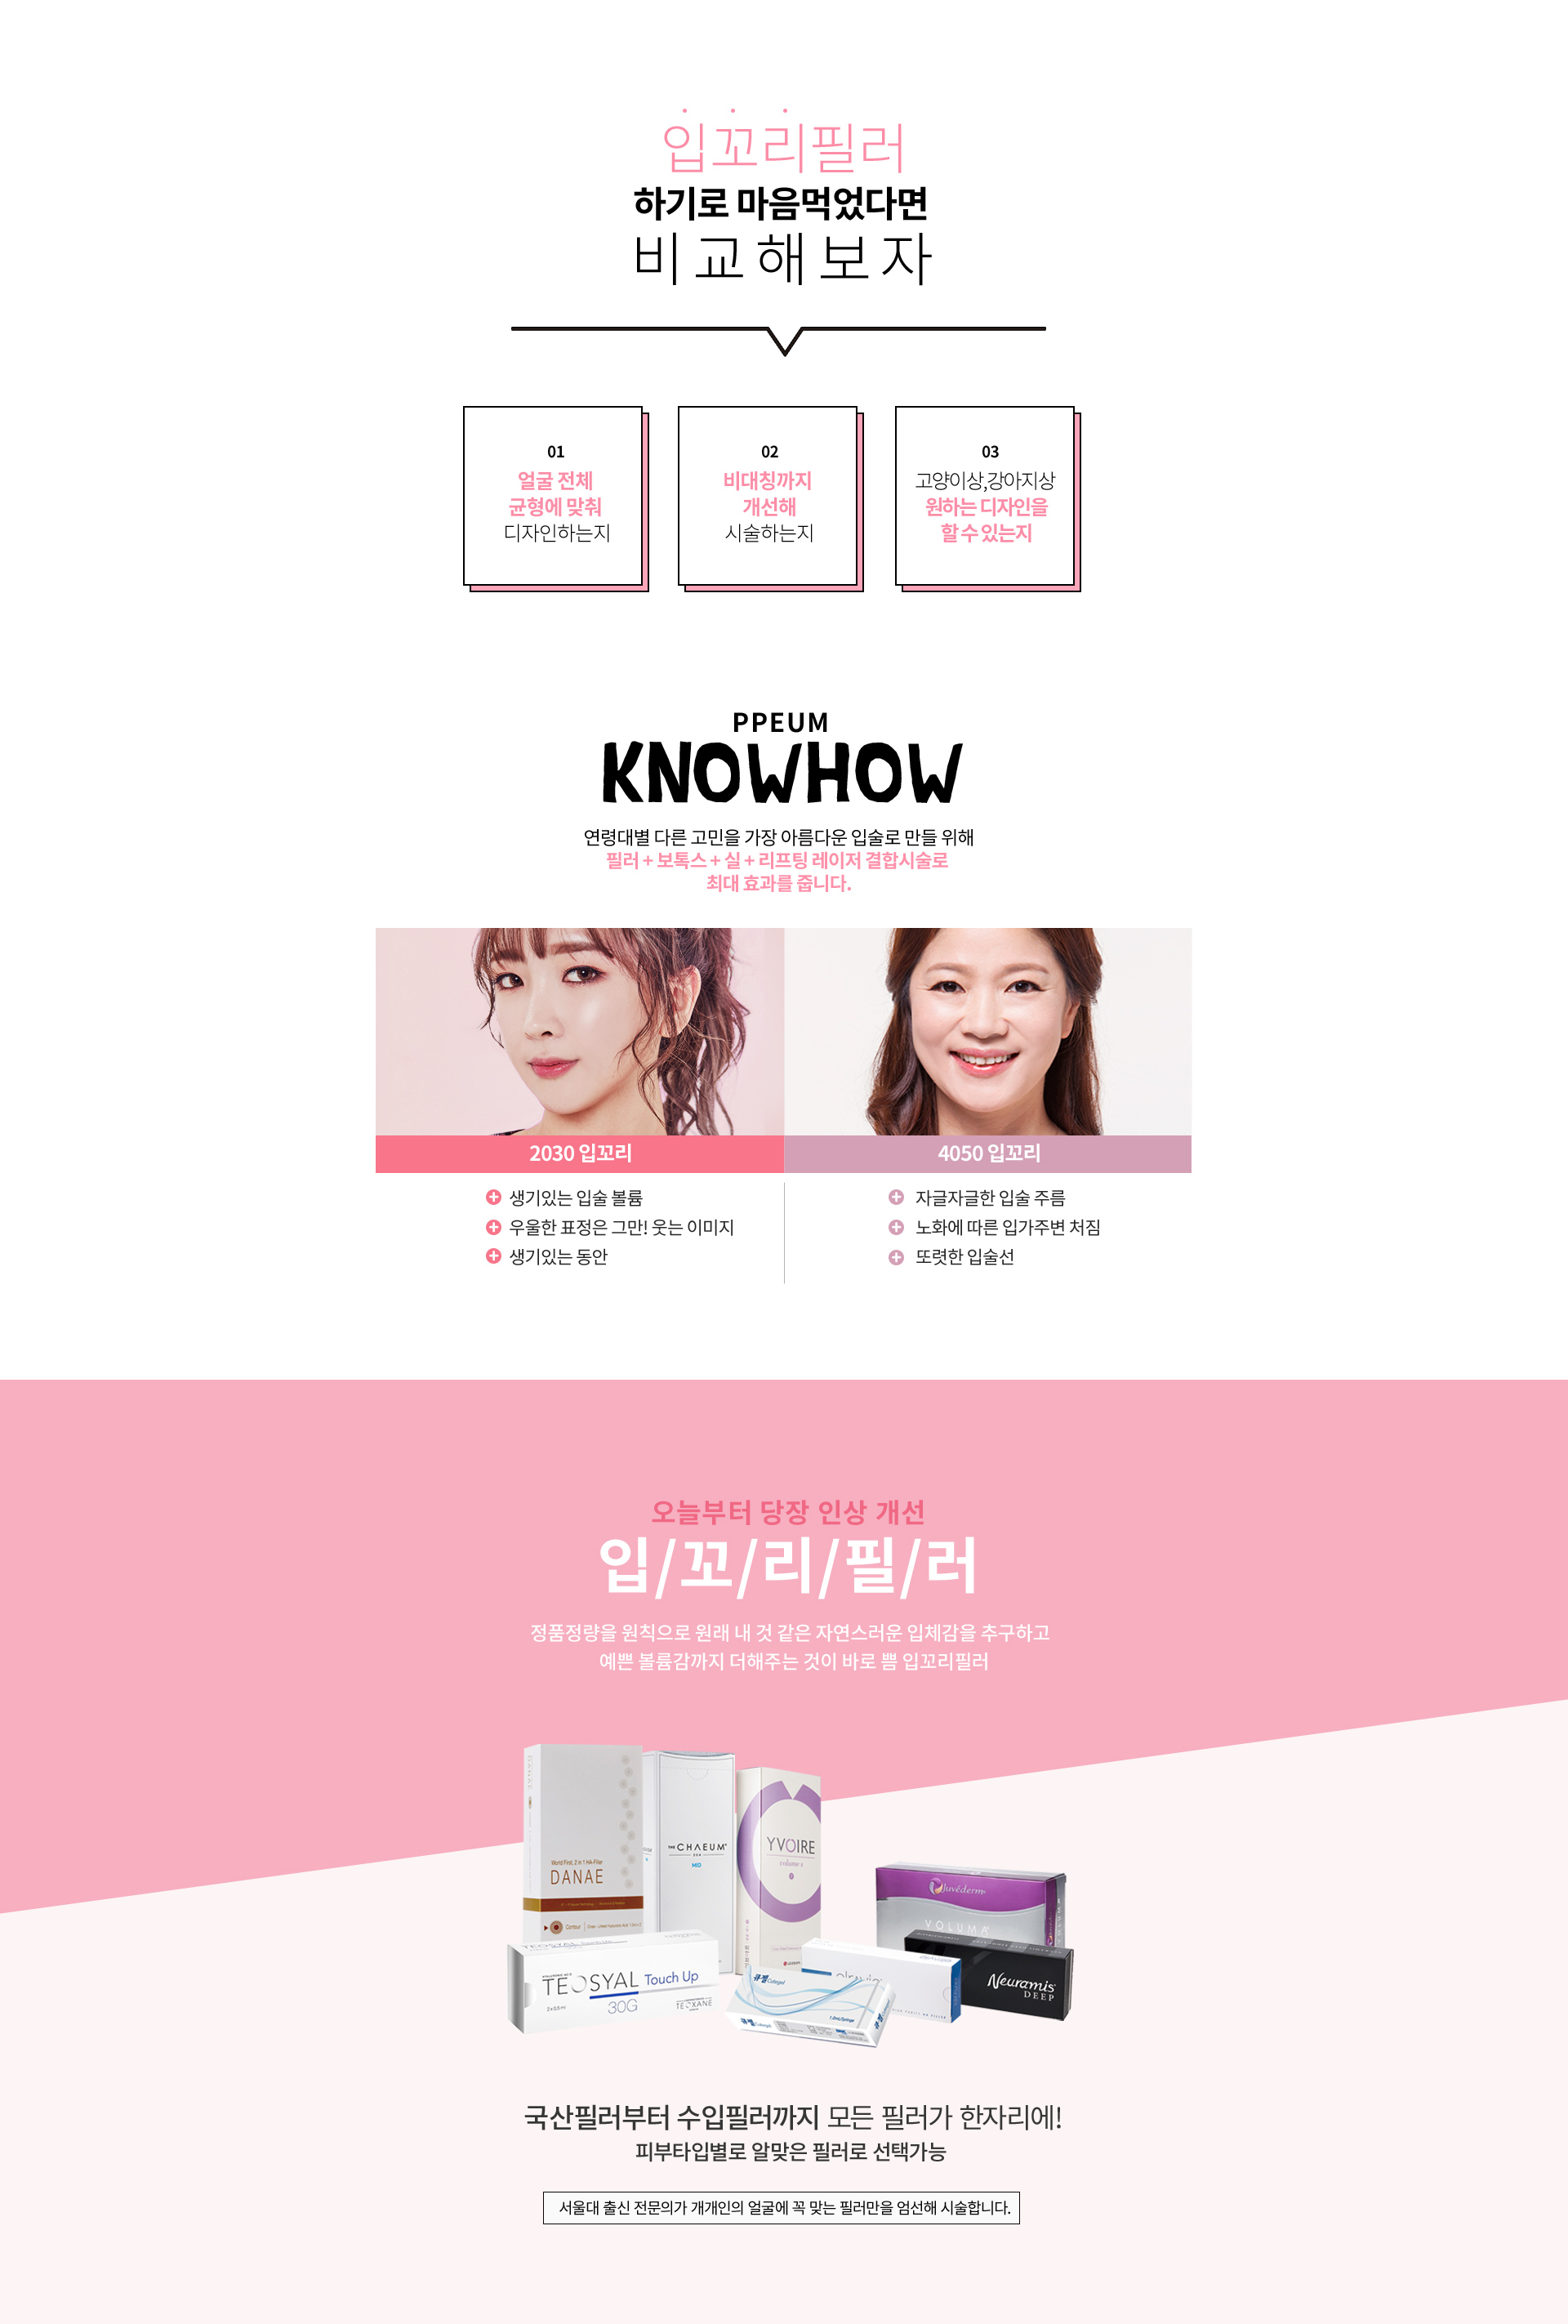 입꼬리필러
하기로 마음먹었다면
비교해보자
01
얼굴 전체
균형에 맞춰
디자인하는지
02
비대칭까지
개선해
시술하는지
03
고양이상,강아지상
원하는 디자인을
할 수 있는지
PPEUM
KNOWHOW
연령대별 다른 고민을 가장 아름다운 입술로 만들 위해
필러 + 보톡스 + 실 + 리프팅 레이저 결합시술로
최대 효과를 줍니다.
2030 입꼬리
생기있는 입술 볼륨
우울한 표정은 그만! 웃는 이미지
생기있는 동안
4050 입꼬리
자글자글한 입술 주름
노화에 따른 입가주변 처짐
또렷한 입술선
오늘부터 당장 인상 개선
입/꼬/리/필/러
정품정량을 원칙으로 원래 내 것 같은 자연스러운 입체감을 추구하고
예쁜 볼륨감까지 더해주는 것이 바로 쁨 입꼬리필러
World First, 2 in 1 HA-Filler
DANAE
Contour
THE CHAEUM
MID
YVOIRE
volume s
Juvéderm
VOLUMA
TEOSYAL Touch Up
30G
TEOXANE
큐젤 Cutegel
Neuramis
DEEP
국산필러부터 수입필러까지 모든 필러가 한자리에!
피부타입별로 알맞은 필러로 선택가능
서울대 출신 전문의가 개개인의 얼굴에 꼭 맞는 필러만을 엄선해 시술합니다.